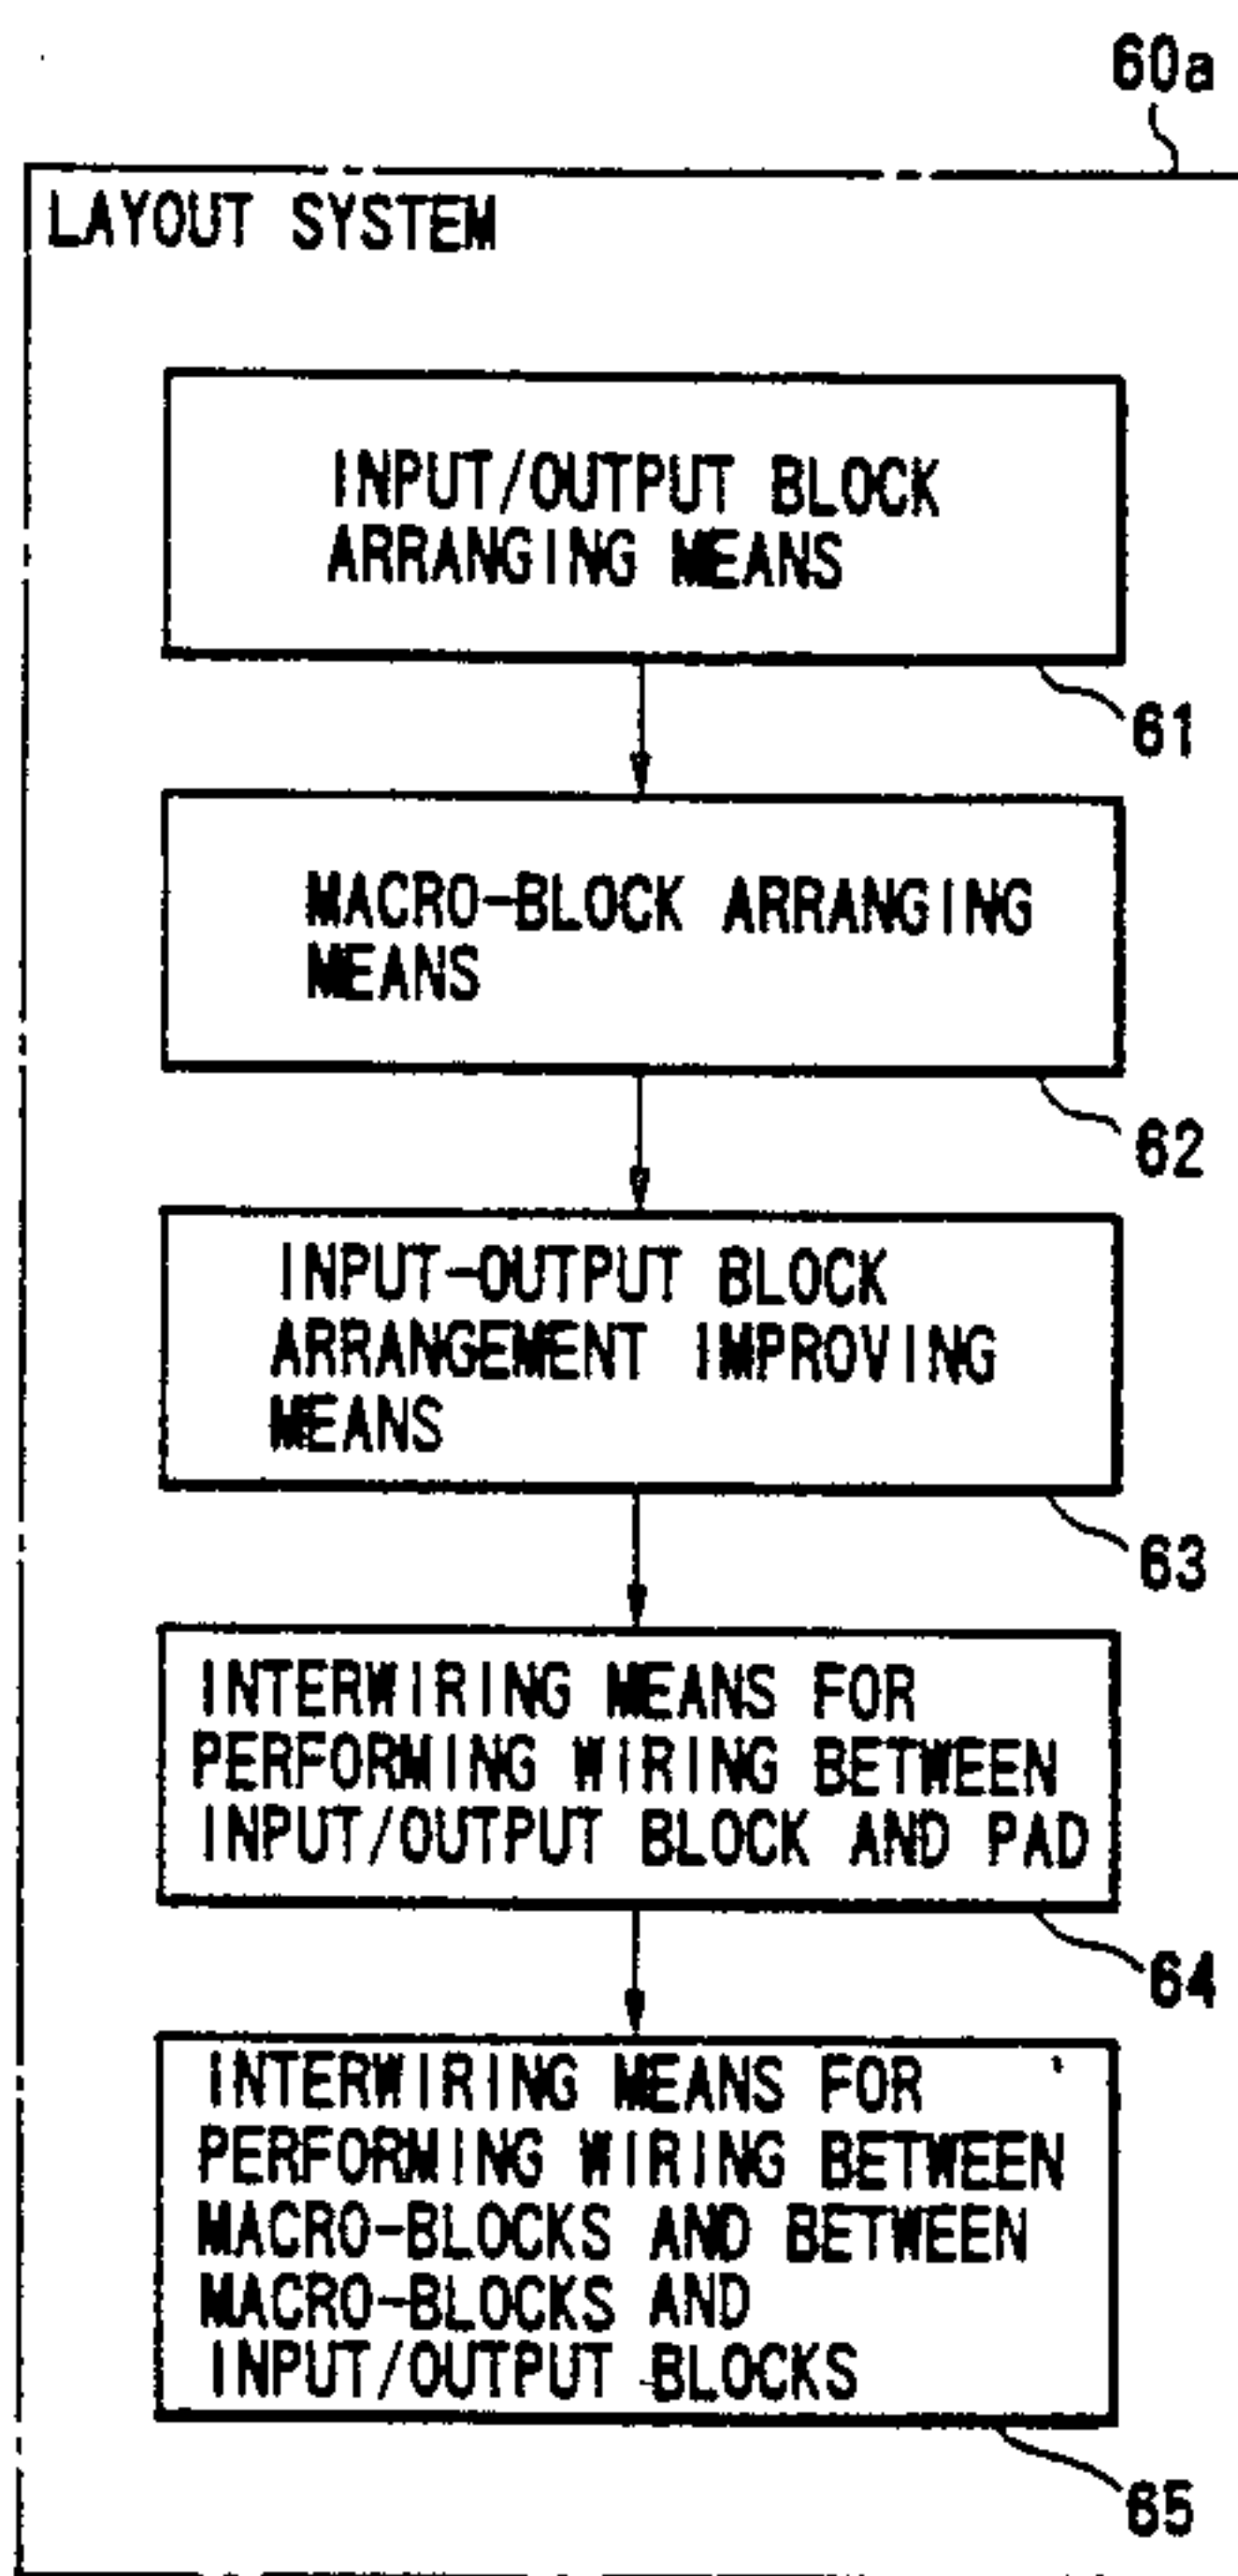 60a
LAYOUT SYSTEM
INPUT/OUTPUT BLOCK
ARRANGING MEANS
61
MACRO-BLOCK ARRANGING
MEANS
62
INPUT-OUTPUT BLOCK
ARRANGEMENT IMPROVING
MEANS
63
INTERWIRING MEANS FOR
PERFORMING WIRING BETWEEN
INPUT/OUTPUT BLOCK AND PAD
64
INTERWIRING MEANS FOR
PERFORMING WIRING BETWEEN
MACRO-BLOCKS AND BETWEEN
MACRO-BLOCKS AND
INPUT/OUTPUT BLOCKS
65